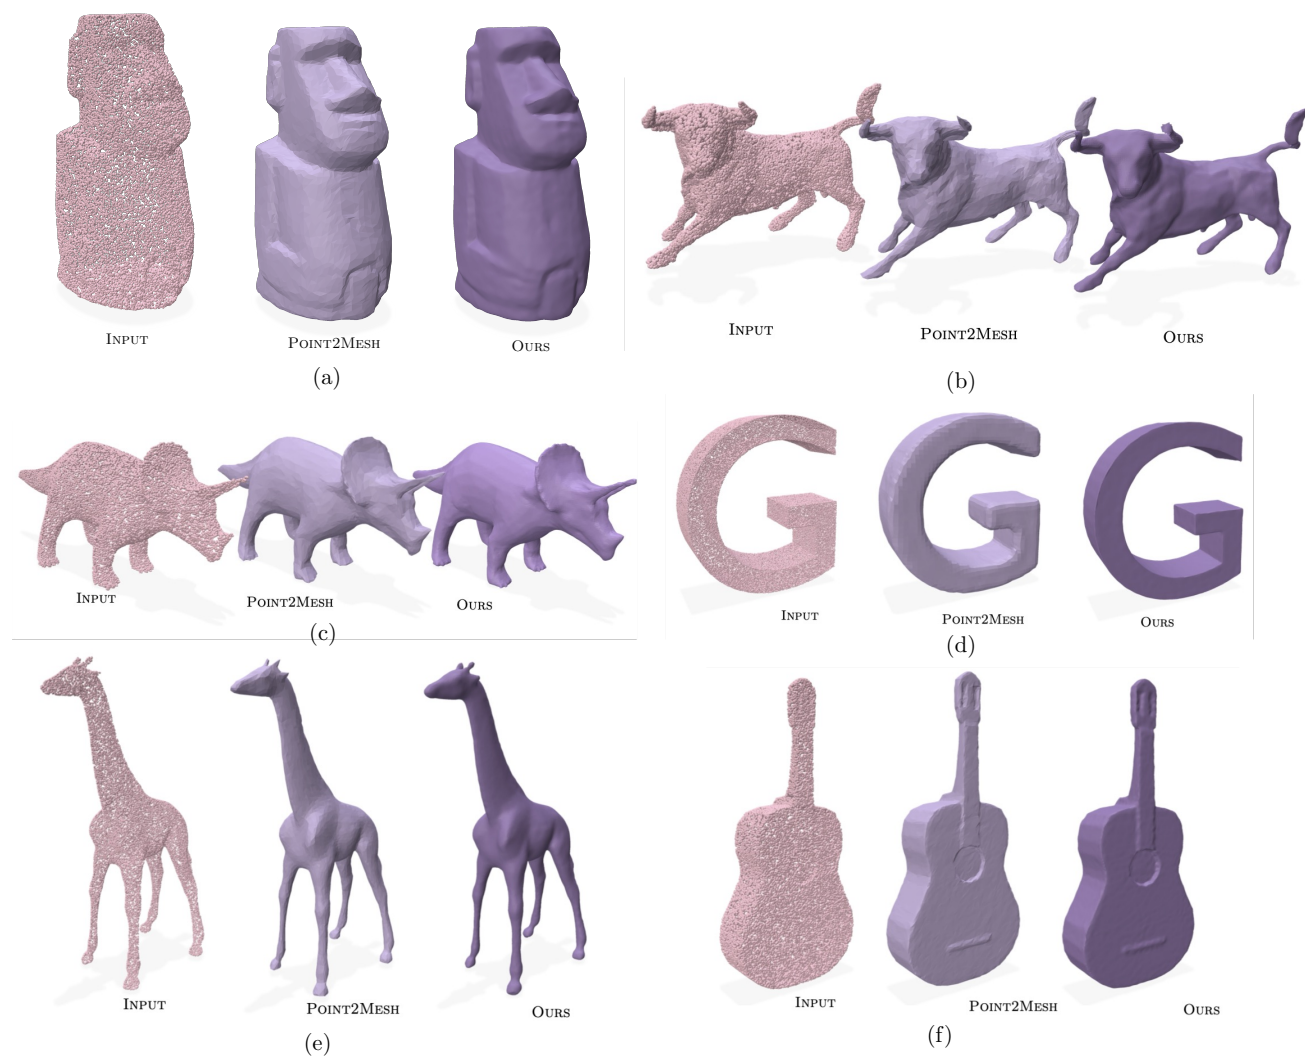 INPUT
POINT2MESH
OURS
(a)
INPUT
POINT2MESH
OURS
(b)
INPUT
POINT2MESH
OURS
(c)
INPUT
POINT2MESH
OURS
(d)
INPUT
POINT2MESH
OURS
(e)
INPUT
POINT2MESH
OURS
(f)